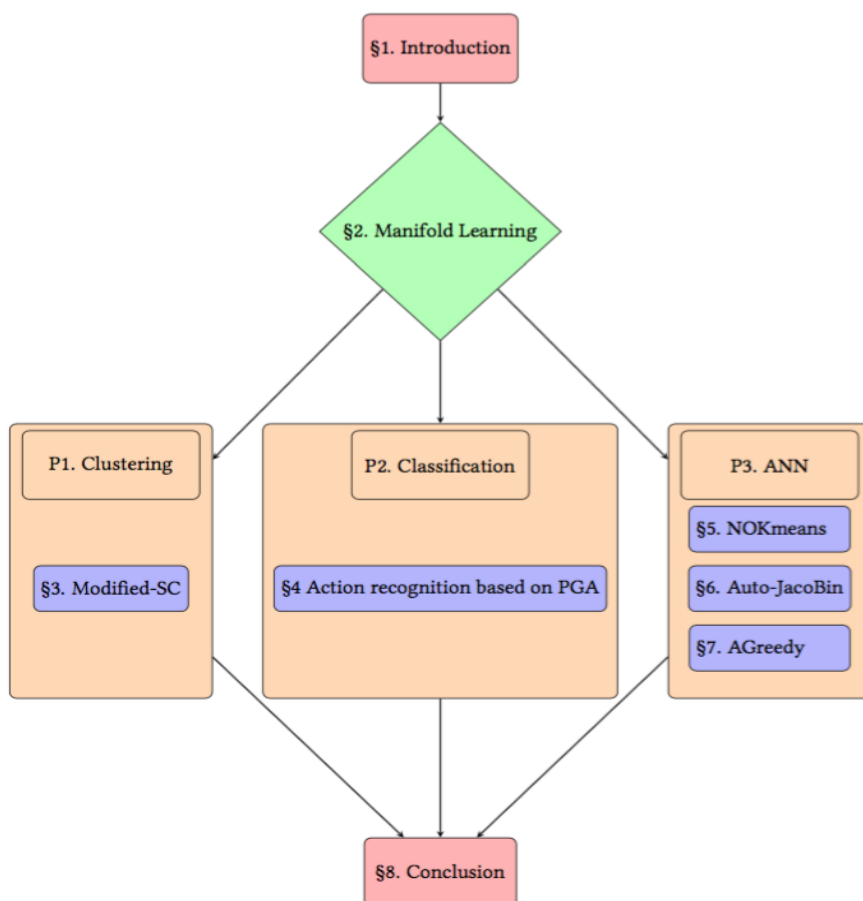 §1. Introduction
§2. Manifold Learning
P1. Clustering
§3. Modified-SC
P2. Classification
§4 Action recognition based on PGA
P3. ANN
§5. NOKmeans
§6. Auto-JacoBin
§7. AGreedy
§8. Conclusion